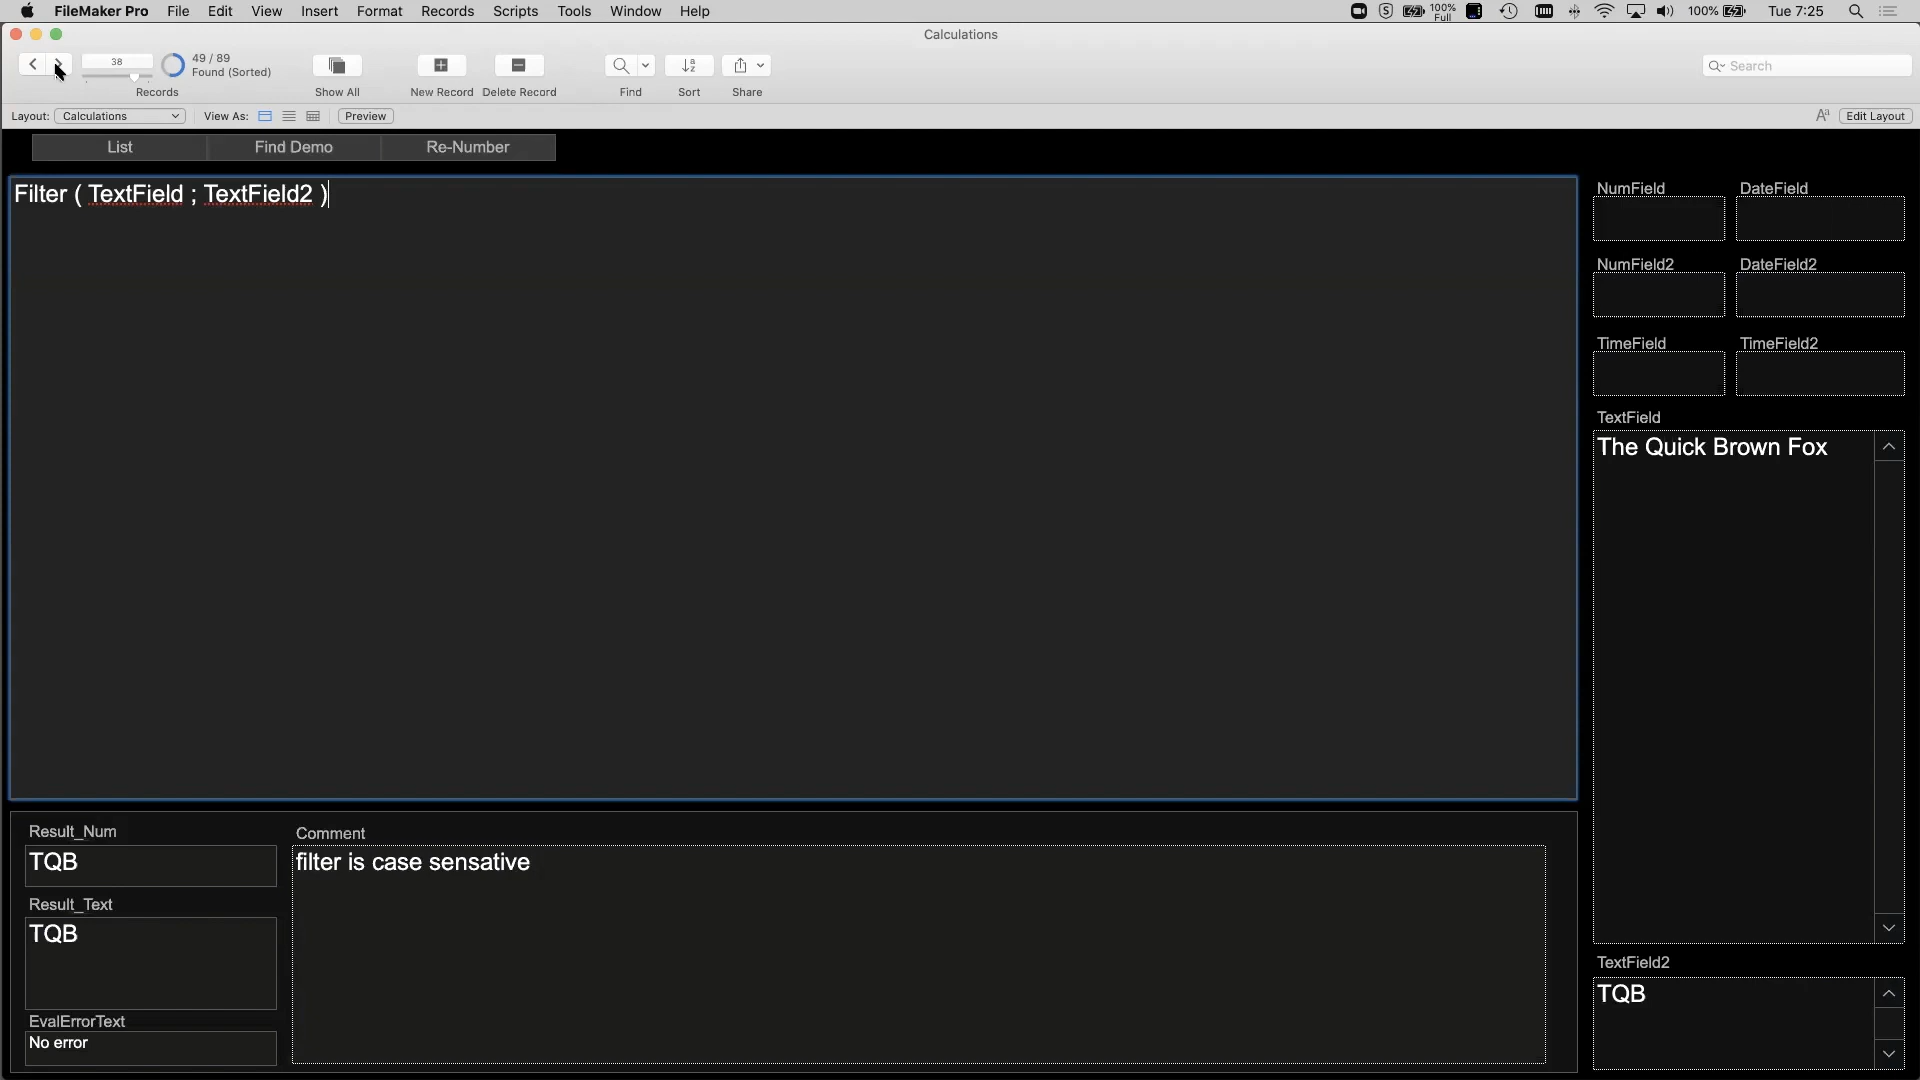 FileMaker Pro File Edit View Insert Format Records Scripts Tools Window Help
100%
Full
100%
Tue 7:25
Calculations
38
49 / 89
Found (Sorted)
Search
Records
Show All
New Record
Delete Record
Find
Sort
Share
Layout: Calculations
View As:
Preview
Aa
Edit Layout
List
Find Demo
Re-Number
Filter ( TextField ; TextField2 )
NumField
DateField
NumField2
DateField2
TimeField
TimeField2
TextField
The Quick Brown Fox
Result_Num
TQB
Comment
filter is case sensative
Result_Text
TQB
EvalErrorText
No error
TextField2
TQB